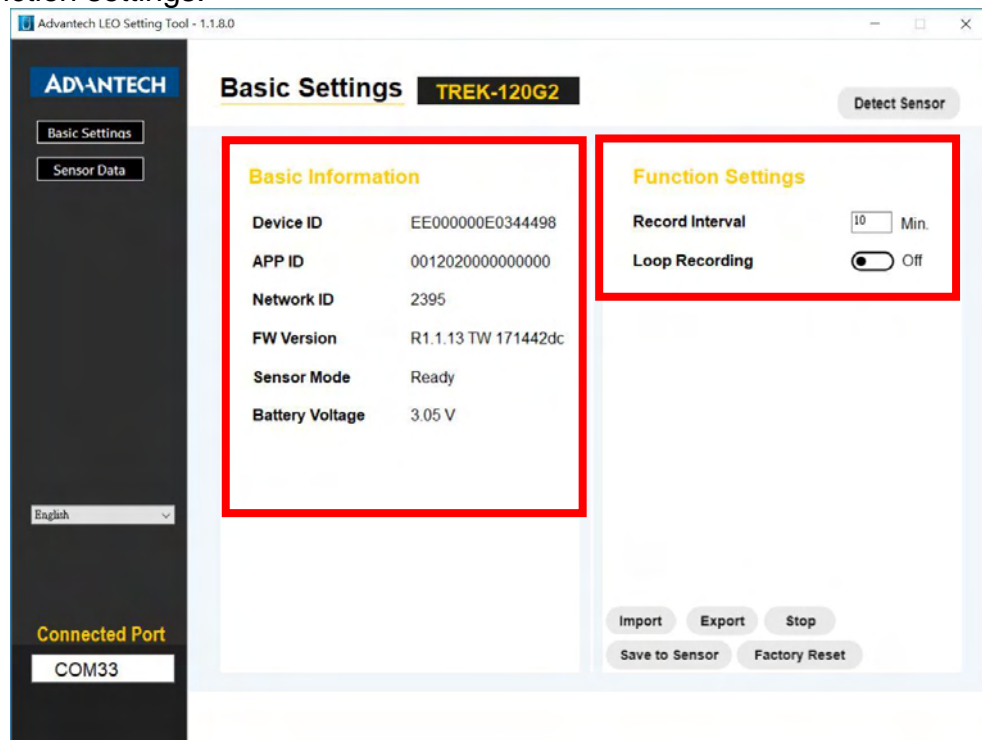 Advantech LEO Setting Tool - 1.1.8.0
ADVANTECH
Basic Settings
Sensor Data
English
Connected Port
COM33
Basic Settings TREK-120G2
Detect Sensor
Basic Information
Device ID EE000000E0344498
APP ID 0012020000000000
Network ID 2395
FW Version R1.1.13 TW 171442dc
Sensor Mode Ready
Battery Voltage 3.05 V
Function Settings
Record Interval 10 Min.
Loop Recording Off
Import Export Stop
Save to Sensor Factory Reset